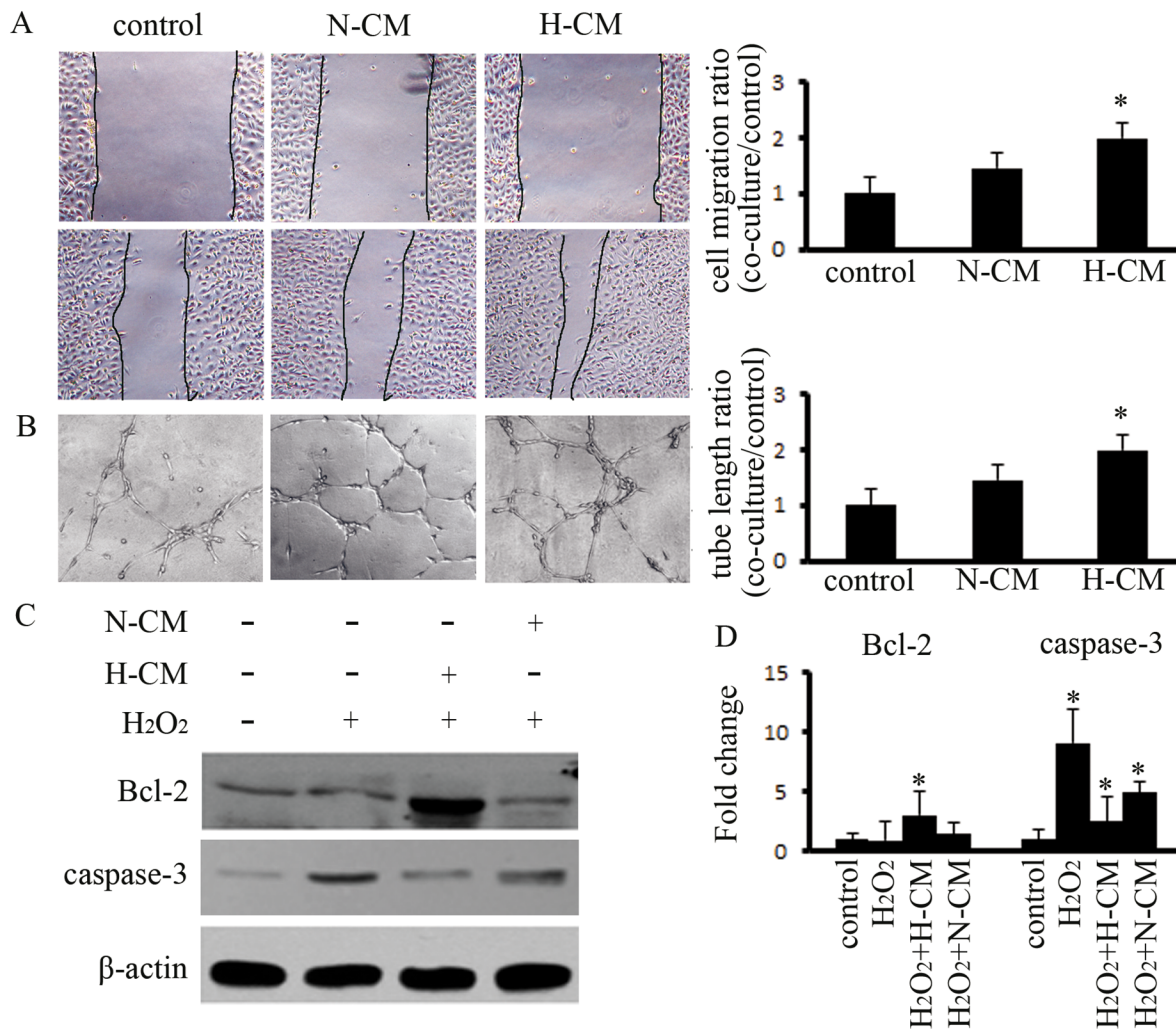 A
control N-CM H-CM
cell migration ratio
(co-culture/control)
3
2
1
0
*
control N-CM H-CM
B
tube length ratio
(co-culture/control)
3
2
1
0
*
control N-CM H-CM
C
N-CM - - - +
H-CM - - + -
H2O2 - + + +
Bcl-2
caspase-3
β-actin
D
Bcl-2 caspase-3
Fold change
15
10
5
0
* * * *
control
H2O2
H2O2+H-CM
H2O2+N-CM
control
H2O2
H2O2+H-CM
H2O2+N-CM